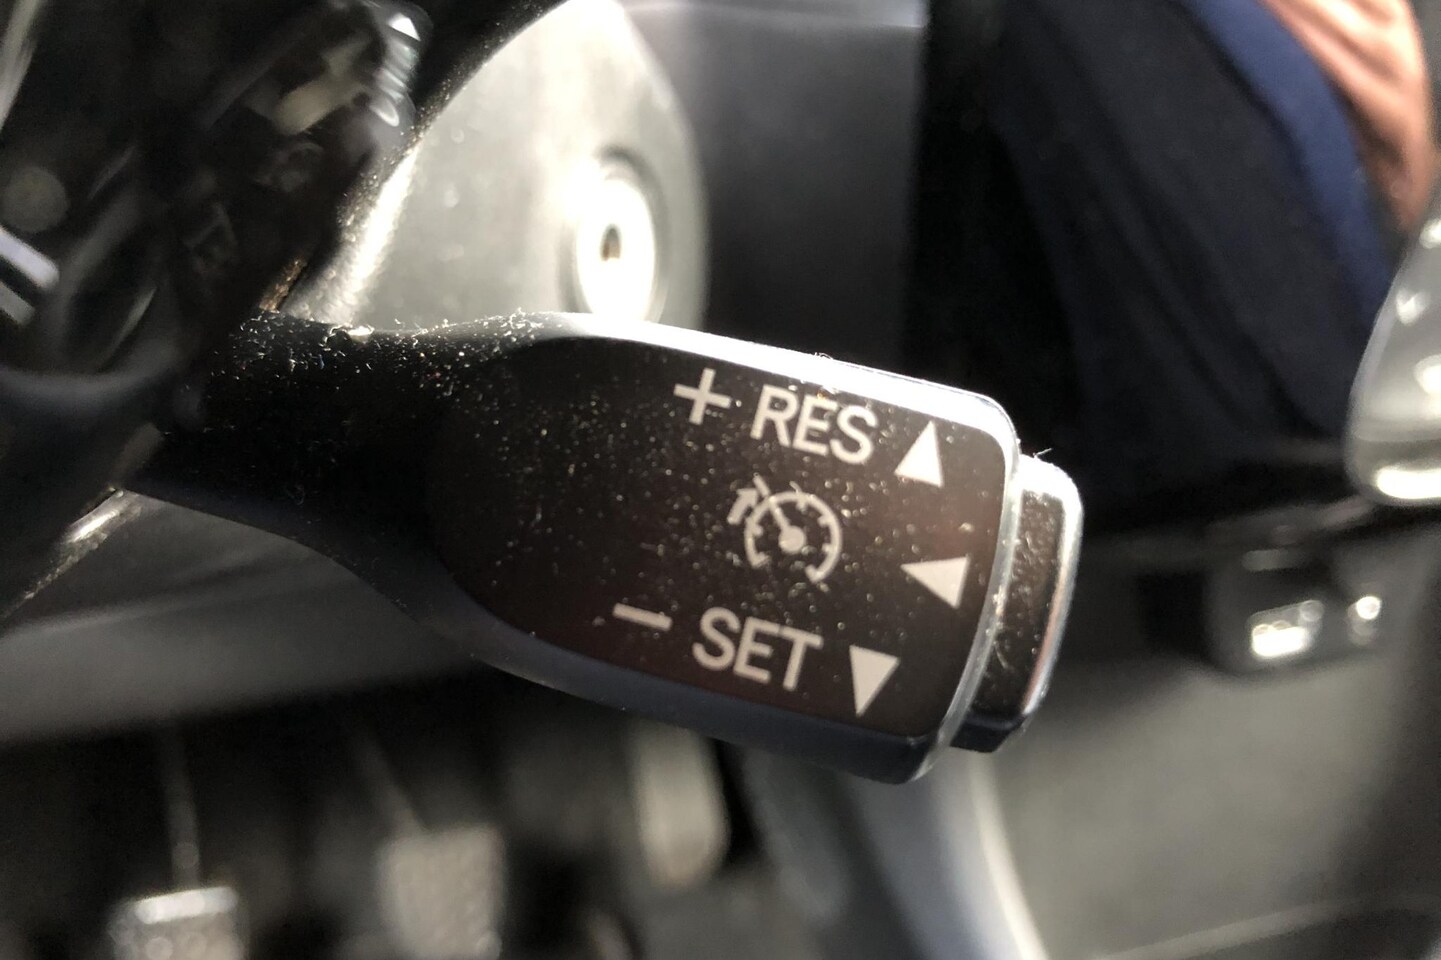 + RES
− SET